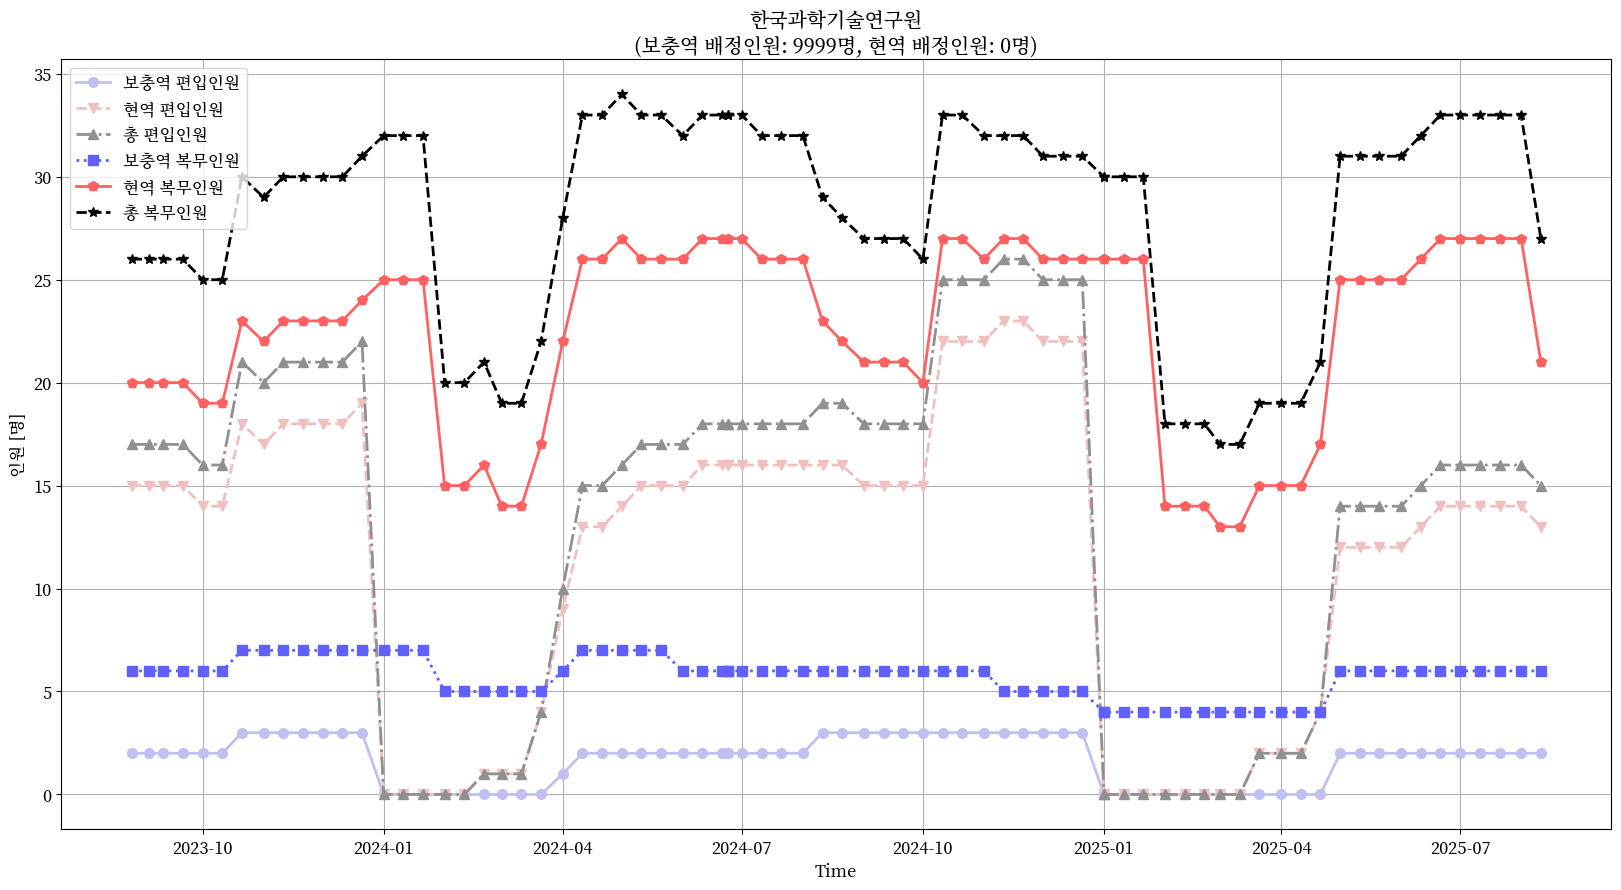 한국과학기술연구원
(보충역 배정인원: 9999명, 현역 배정인원: 0명)
보충역 편입인원
현역 편입인원
총 편입인원
보충역 복무인원
현역 복무인원
총 복무인원
인원 [명]
35
30
25
20
15
10
5
0
2023-10
2024-01
2024-04
2024-07
2024-10
2025-01
2025-04
2025-07
Time